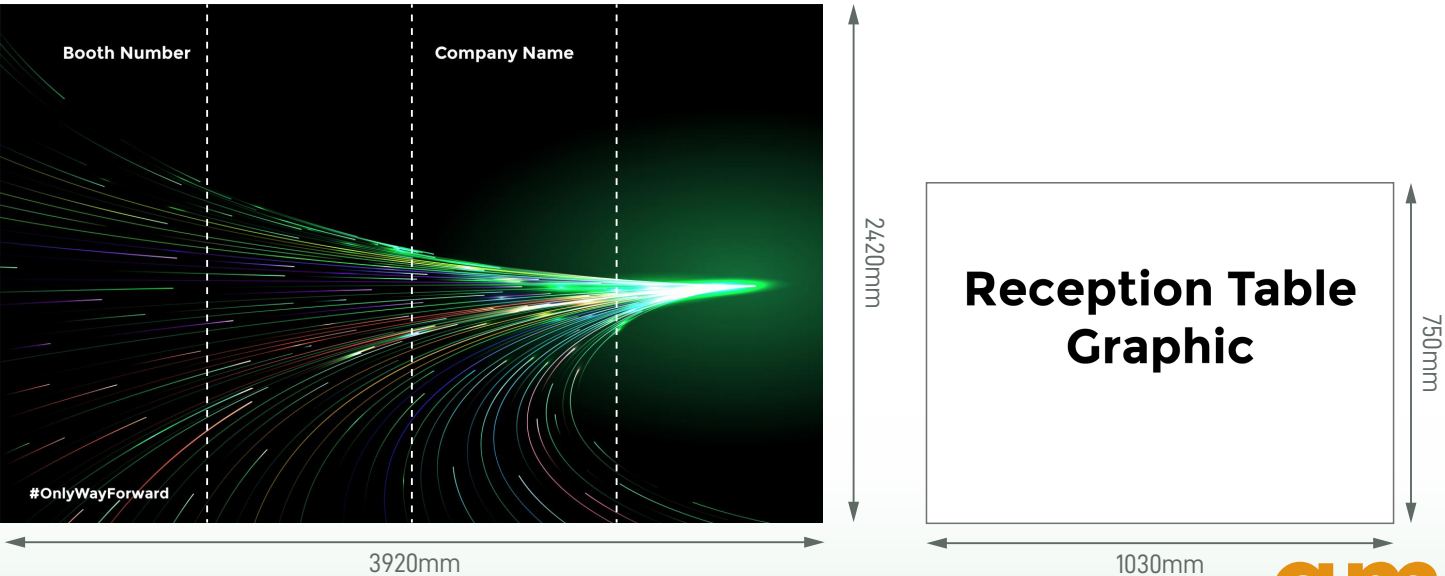 Booth Number
Company Name
#OnlyWayForward
2420mm
3920mm
Reception Table
Graphic
750mm
1030mm